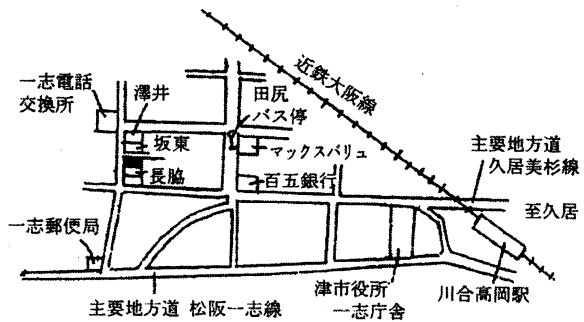 近鉄大阪線
一志電話
交換所
澤井
田尻
バス停
坂東
マックスバリュ
主要地方道
久居美杉線
長脇
百五銀行
至久居
一志郵便局
津市役所
一志庁舎
川合高岡駅
主要地方道 松阪一志線